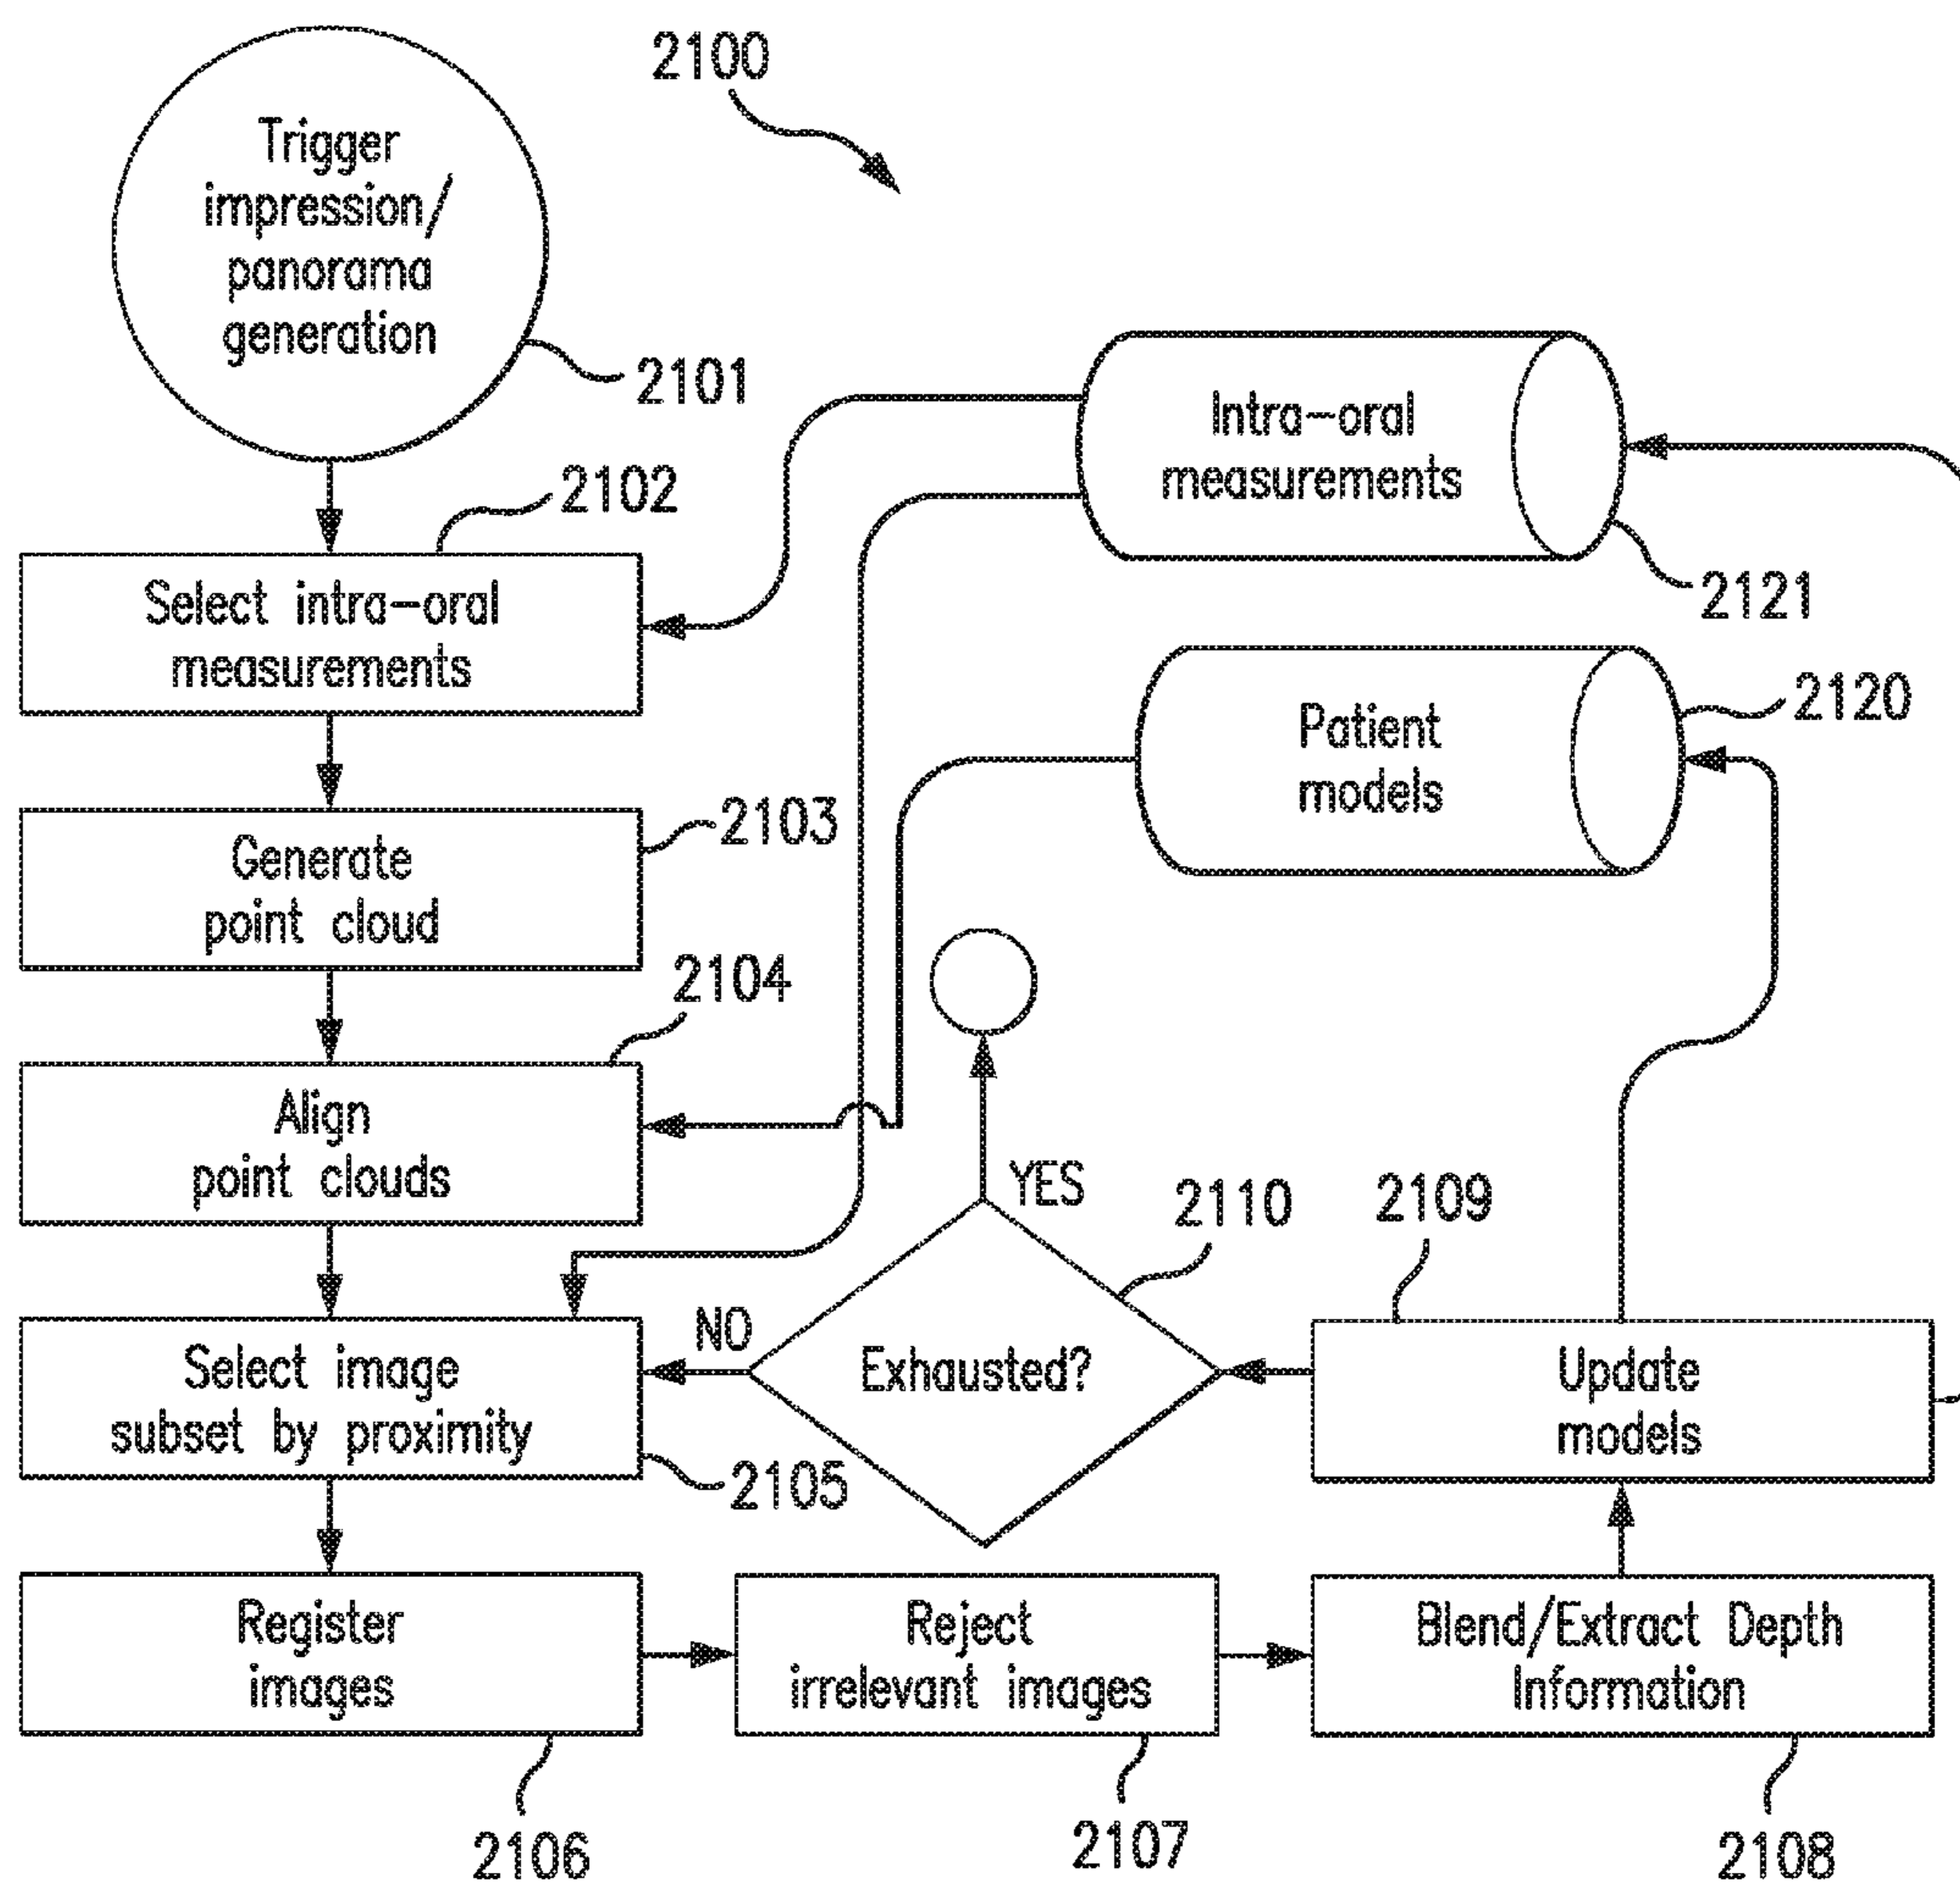 2100
Trigger
impression/
panorama
generation
2101
Intra-oral
measurements
2121
2102
Select intra-oral
measurements
Patient
models
2120
2103
Generate
point cloud
2104
Align
point clouds
YES
2110
2109
NO
Exhausted?
Select image
subset by proximity
2105
Update
models
Register
images
Reject
irrelevant images
Blend/Extract Depth
Information
2106
2107
2108